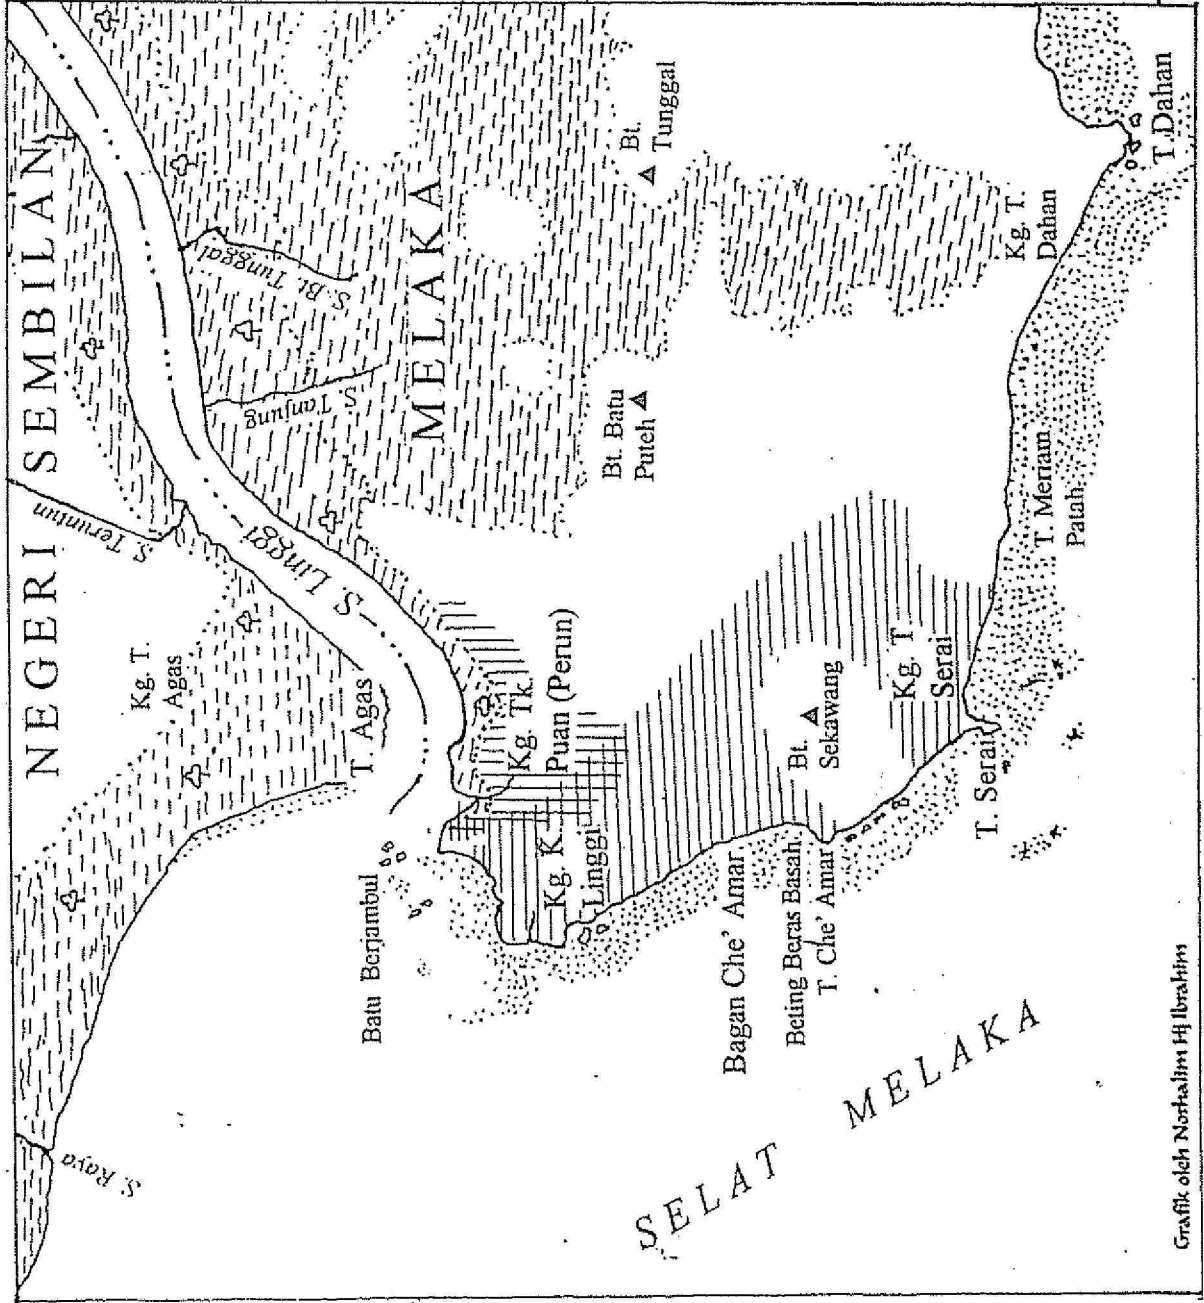 NEGERI SEMBILAN
S. Raya
Kg. T.
Agas
S. Teruntun
T. Agas
S. Linggi
S. Tanjung
S. Bt. Tunggal
MELAKA
Batu Berjambul
Kg. Tk.
Puan (Perun)
Kg. K.
Linggi
Bt. Batu
Puteh
Bt.
Tunggal
Bagan Che' Amar
Beting Beras Basah
T. Che' Amar
Bt.
Sekawang
Kg. T.
Serai
T. Serai
T. Meriam
Patah
Kg. T.
Dahan
T. Dahan
SELAT MELAKA
Grafik oleh Norhalim Hj Ibrahim